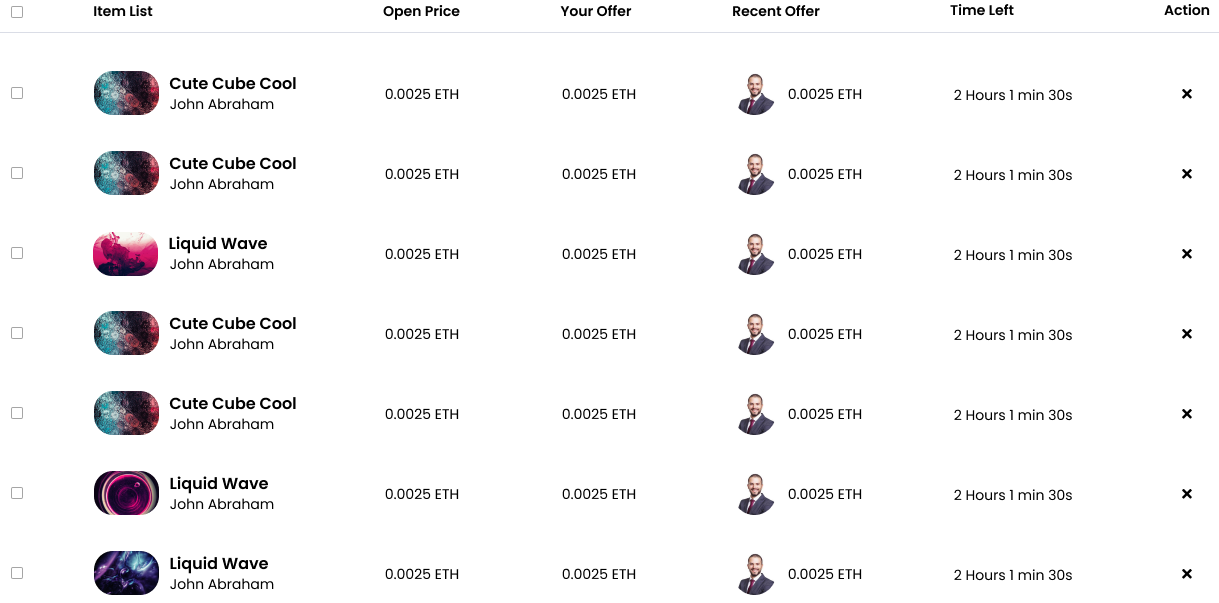 Item List Open Price Your Offer Recent Offer Time Left Action
Cute Cube Cool
John Abraham 0.0025 ETH 0.0025 ETH 0.0025 ETH 2 Hours 1 min 30s
Cute Cube Cool
John Abraham 0.0025 ETH 0.0025 ETH 0.0025 ETH 2 Hours 1 min 30s
Liquid Wave
John Abraham 0.0025 ETH 0.0025 ETH 0.0025 ETH 2 Hours 1 min 30s
Cute Cube Cool
John Abraham 0.0025 ETH 0.0025 ETH 0.0025 ETH 2 Hours 1 min 30s
Cute Cube Cool
John Abraham 0.0025 ETH 0.0025 ETH 0.0025 ETH 2 Hours 1 min 30s
Liquid Wave
John Abraham 0.0025 ETH 0.0025 ETH 0.0025 ETH 2 Hours 1 min 30s
Liquid Wave
John Abraham 0.0025 ETH 0.0025 ETH 0.0025 ETH 2 Hours 1 min 30s